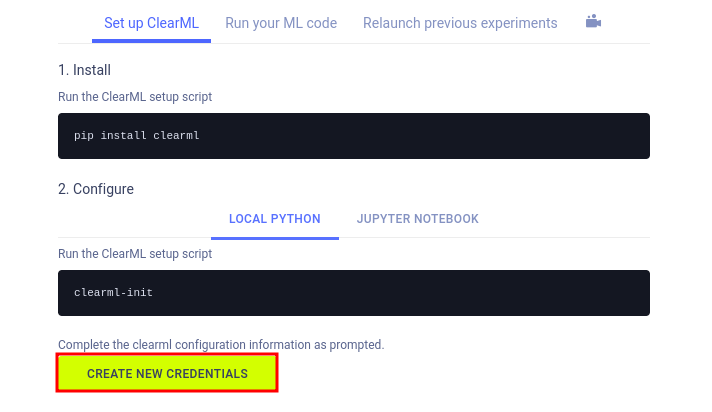 Set up ClearML Run your ML code Relaunch previous experiments
1. Install
Run the ClearML setup script
pip install clearml
2. Configure
LOCAL PYTHON JUPYTER NOTEBOOK
Run the ClearML setup script
clearml-init
Complete the clearml configuration information as prompted.
CREATE NEW CREDENTIALS